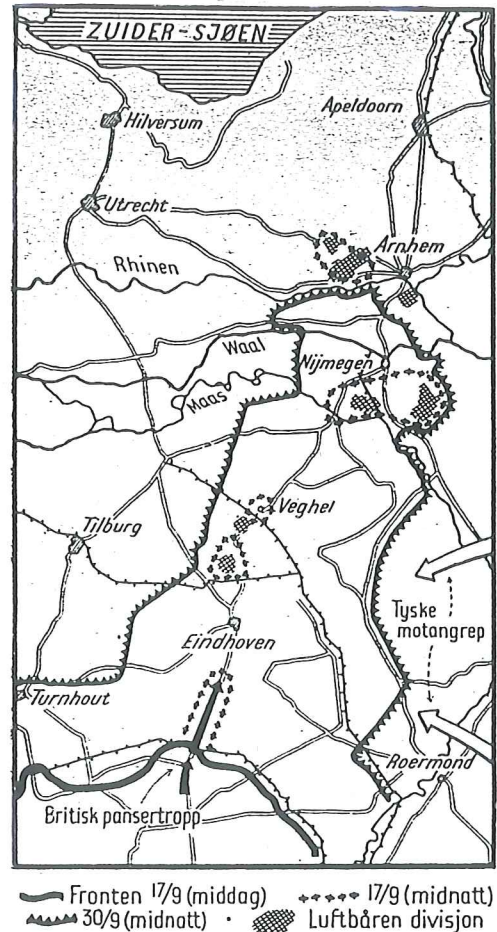 ZUIDER-SJØEN
Hilversum
Apeldoorn
Utrecht
Arnhem
Rhinen
Waal
Nijmegen
Maas
Veghel
Tilburg
Tyske
motangrep
Eindhoven
Turnhout
Roermond
Britisk pansertropp
Fronten 17/9 (middag) 17/9 (midnatt)
30/9 (midnatt) Luftbåren divisjon